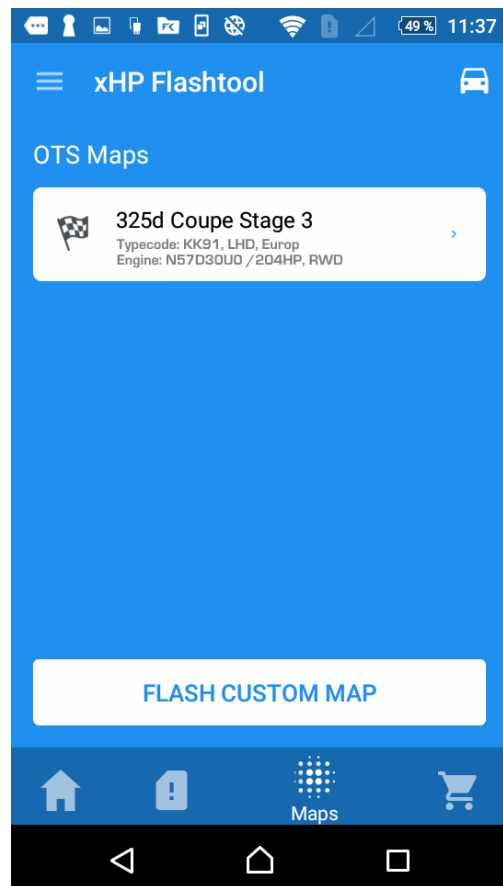 FK 49 % 11:37
xHP Flashtool
OTS Maps
325d Coupe Stage 3
Typecode: KK91, LHD, Europ
Engine: N57D30U0 /204HP, RWD
FLASH CUSTOM MAP
Maps